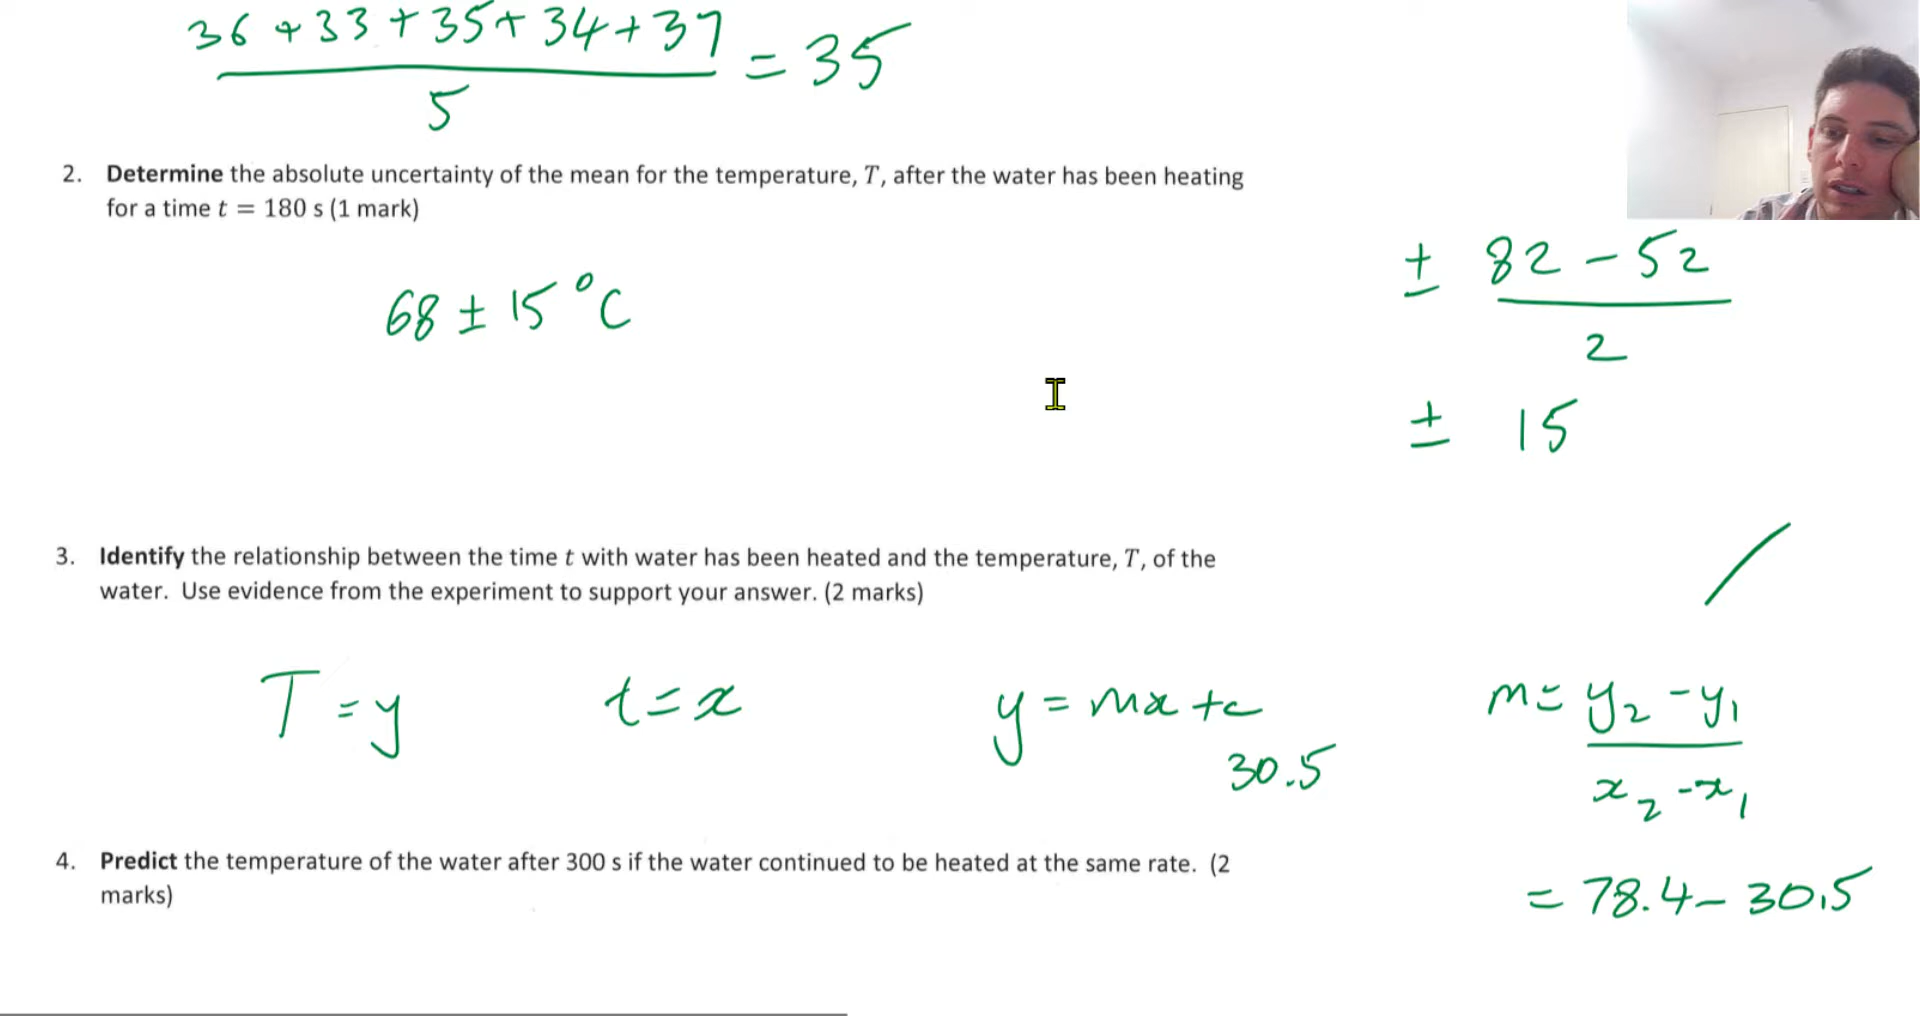 36 + 33 + 35 + 34 + 37
5
= 35
2. Determine the absolute uncertainty of the mean for the temperature, T, after the water has been heating
for a time t = 180 s (1 mark)
68 ± 15 °C
± 82 - 52
2
± 15
3. Identify the relationship between the time t with water has been heated and the temperature, T, of the
water. Use evidence from the experiment to support your answer. (2 marks)
T = y t = x y = mx + c
30.5
m = y₂ - y₁
x₂ - x₁
= 78.4 - 30.5
4. Predict the temperature of the water after 300 s if the water continued to be heated at the same rate. (2
marks)